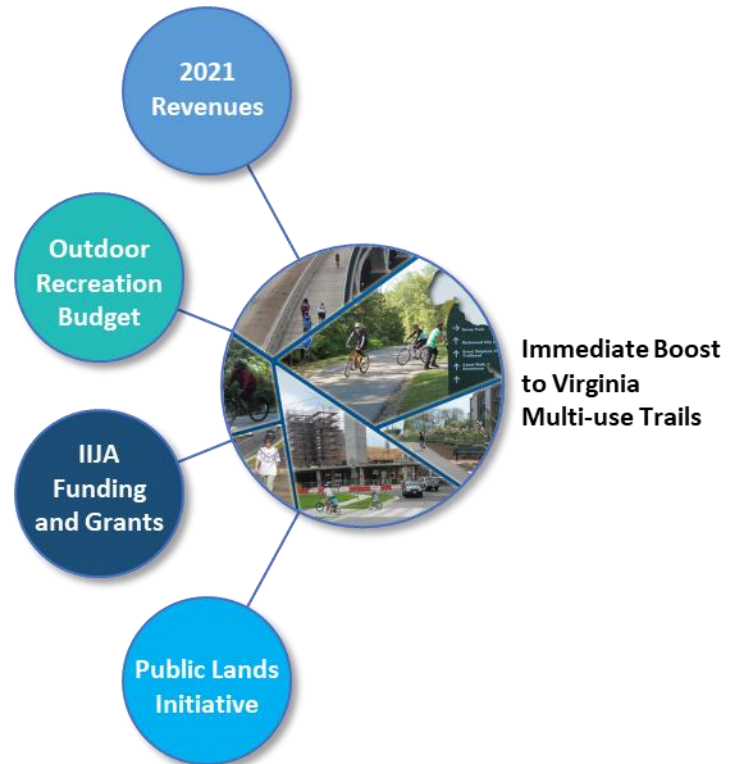 2021
Revenues
Outdoor
Recreation
Budget
IIJA
Funding
and Grants
Public Lands
Initiative
Immediate Boost
to Virginia
Multi-use Trails